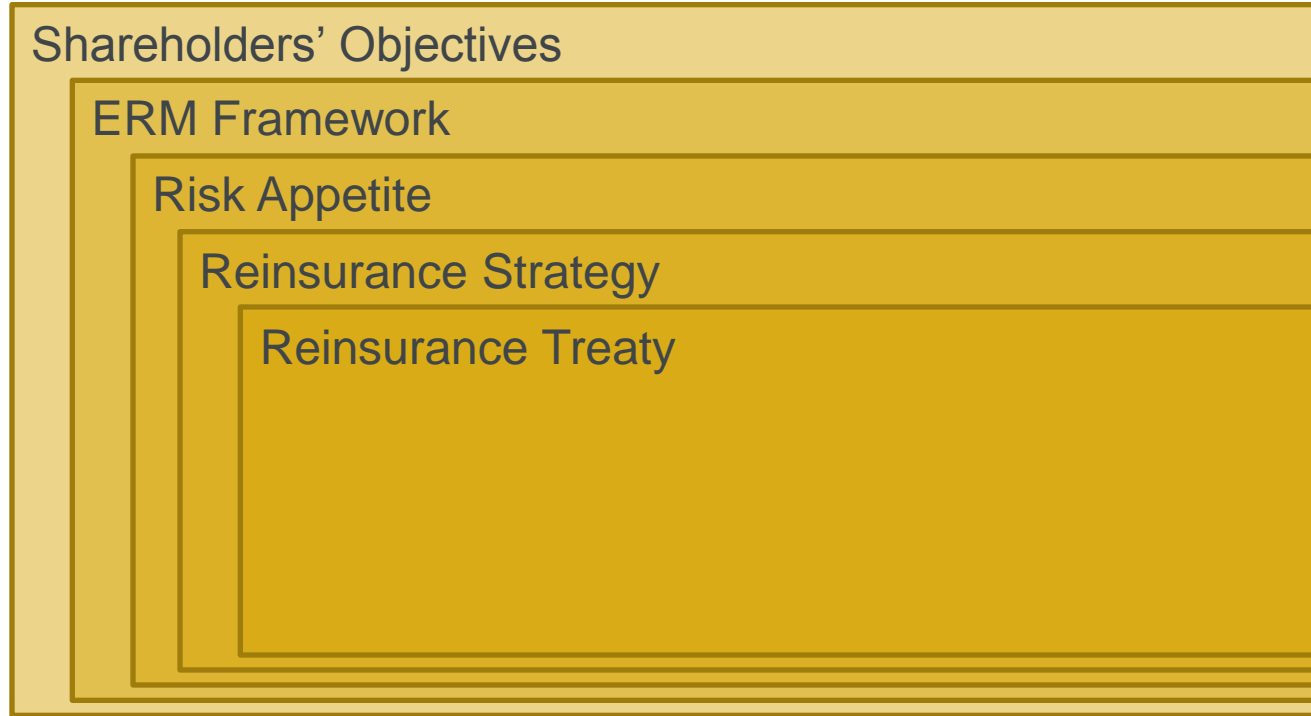 Shareholders’ Objectives
ERM Framework
Risk Appetite
Reinsurance Strategy
Reinsurance Treaty